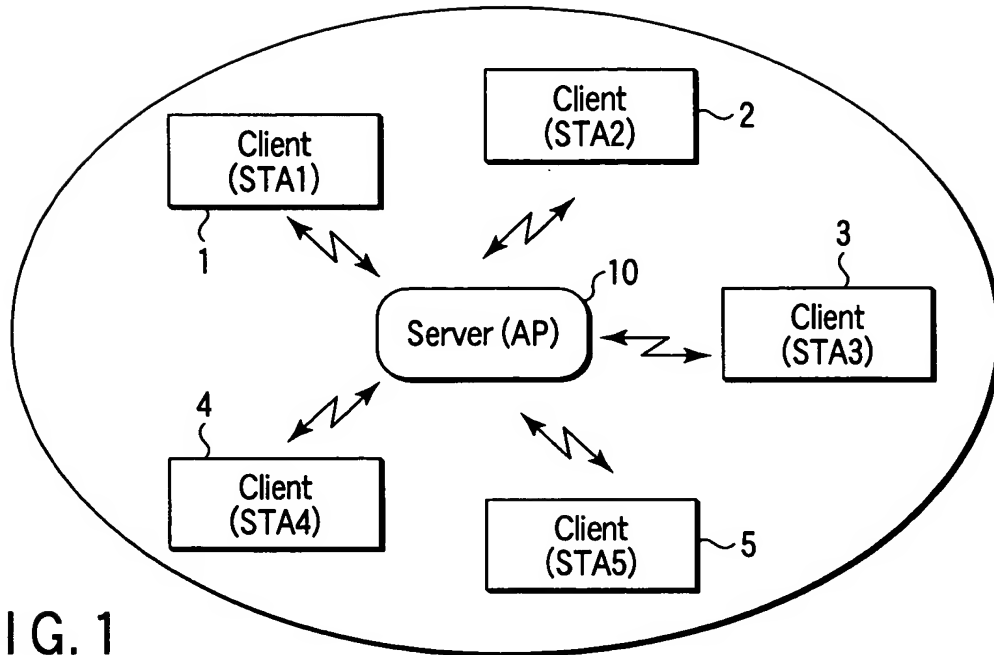 Client
(STA1)
1
Client
(STA2)
2
Server (AP)
10
3
Client
(STA3)
4
Client
(STA4)
Client
(STA5)
5
IG. 1